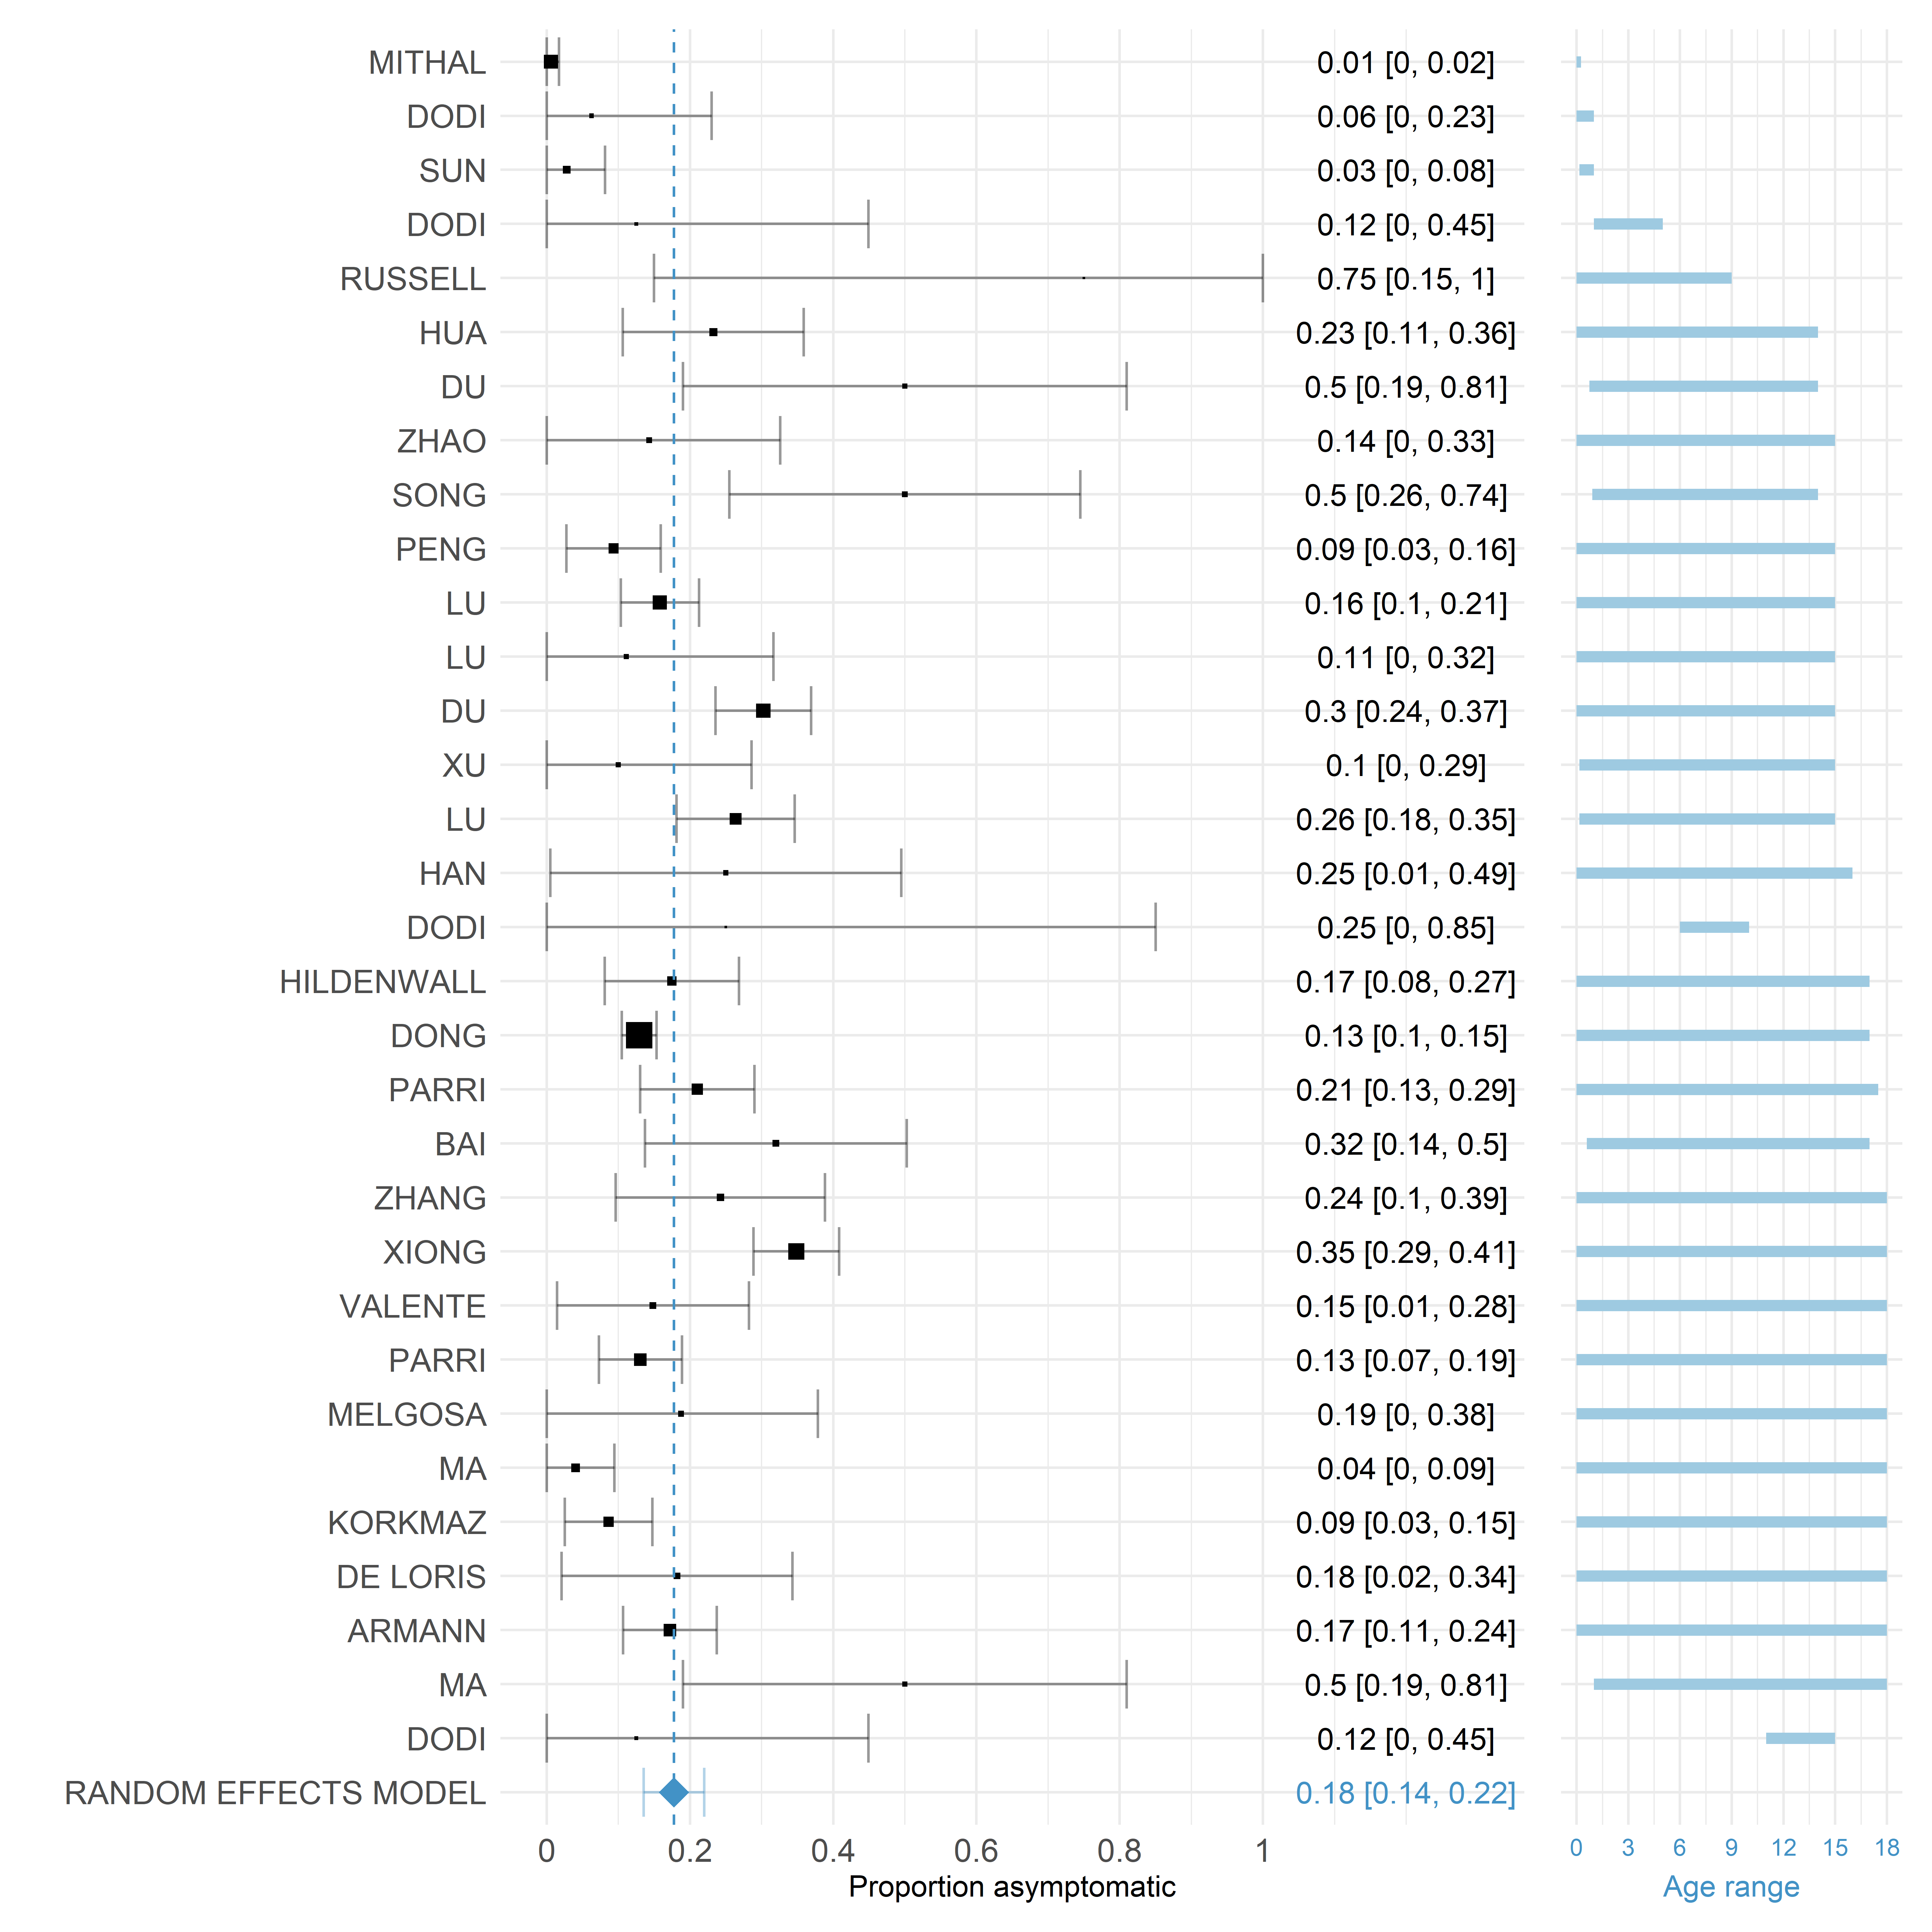 MITHAL 0.01 [0, 0.02]
DODI 0.06 [0, 0.23]
SUN 0.03 [0, 0.08]
DODI 0.12 [0, 0.45]
RUSSELL 0.75 [0.15, 1]
HUA 0.23 [0.11, 0.36]
DU 0.5 [0.19, 0.81]
ZHAO 0.14 [0, 0.33]
SONG 0.5 [0.26, 0.74]
PENG 0.09 [0.03, 0.16]
LU 0.16 [0.1, 0.21]
LU 0.11 [0, 0.32]
DU 0.3 [0.24, 0.37]
XU 0.1 [0, 0.29]
LU 0.26 [0.18, 0.35]
HAN 0.25 [0.01, 0.49]
DODI 0.25 [0, 0.85]
HILDENWALL 0.17 [0.08, 0.27]
DONG 0.13 [0.1, 0.15]
PARRI 0.21 [0.13, 0.29]
BAI 0.32 [0.14, 0.5]
ZHANG 0.24 [0.1, 0.39]
XIONG 0.35 [0.29, 0.41]
VALENTE 0.15 [0.01, 0.28]
PARRI 0.13 [0.07, 0.19]
MELGOSA 0.19 [0, 0.38]
MA 0.04 [0, 0.09]
KORKMAZ 0.09 [0.03, 0.15]
DE LORIS 0.18 [0.02, 0.34]
ARMANN 0.17 [0.11, 0.24]
MA 0.5 [0.19, 0.81]
DODI 0.12 [0, 0.45]
RANDOM EFFECTS MODEL 0.18 [0.14, 0.22]
0 0.2 0.4 0.6 0.8 1 0 3 6 9 12 15 18
Proportion asymptomatic Age range